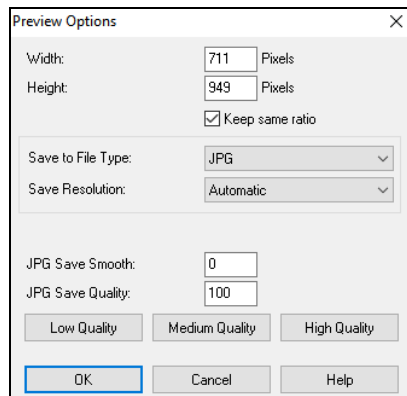 Preview Options
Width: 711 Pixels
Height: 949 Pixels
Keep same ratio
Save to File Type: JPG
Save Resolution: Automatic
JPG Save Smooth: 0
JPG Save Quality: 100
Low Quality Medium Quality High Quality
OK Cancel Help